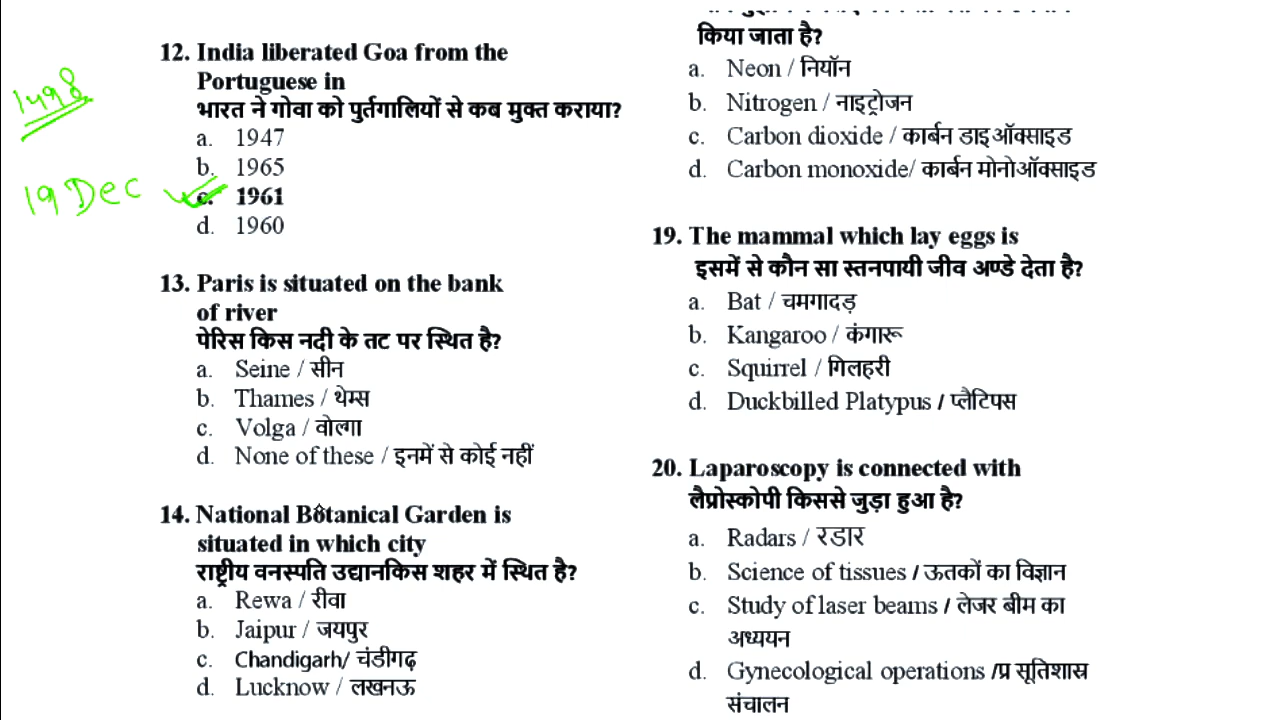 12. India liberated Goa from the
Portuguese in
भारत ने गोवा को पुर्तगालियों से कब मुक्त कराया?
a. 1947
b. 1965
c. 1961
d. 1960
1498
19 Dec
13. Paris is situated on the bank
of river
पेरिस किस नदी के तट पर स्थित है?
a. Seine / सीन
b. Thames / थेम्स
c. Volga / वोल्गा
d. None of these / इनमें से कोई नहीं
14. National Botanical Garden is
situated in which city
राष्ट्रीय वनस्पति उद्यानकिस शहर में स्थित है?
a. Rewa / रीवा
b. Jaipur / जयपुर
c. Chandigarh/ चंडीगढ़
d. Lucknow / लखनऊ
किया जाता है?
a. Neon / नियॉन
b. Nitrogen / नाइट्रोजन
c. Carbon dioxide / कार्बन डाइऑक्साइड
d. Carbon monoxide/ कार्बन मोनोऑक्साइड
19. The mammal which lay eggs is
इसमें से कौन सा स्तनपायी जीव अण्डे देता है?
a. Bat / चमगादड़
b. Kangaroo / कंगारू
c. Squirrel / गिलहरी
d. Duckbilled Platypus / प्लैटिपस
20. Laparoscopy is connected with
लैप्रोस्कोपी किससे जुड़ा हुआ है?
a. Radars / रडार
b. Science of tissues / ऊतकों का विज्ञान
c. Study of laser beams / लेजर बीम का
अध्ययन
d. Gynecological operations /प्र सूतिशास्र
संचालन